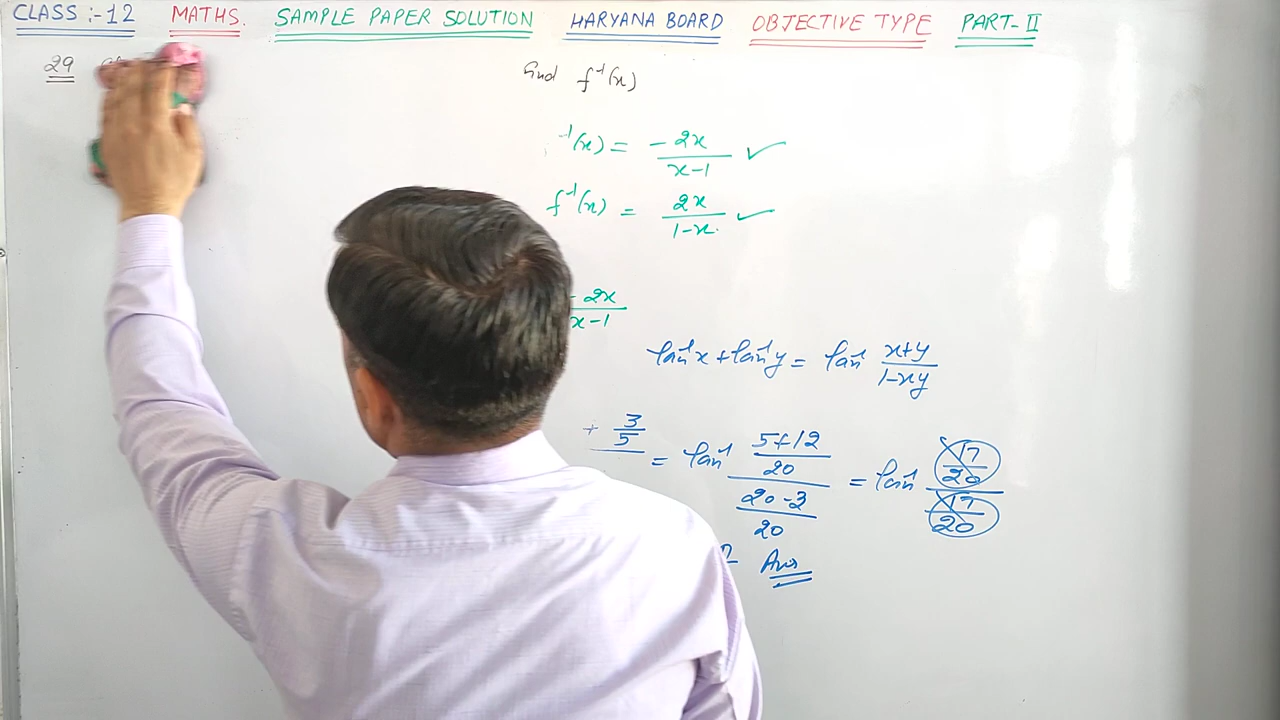 CLASS :-12 MATHS. SAMPLE PAPER SOLUTION HARYANA BOARD OBJECTIVE TYPE PART-II
29 find f⁻¹(x)
⁻¹(x) = -2x/(x-1) ✓
f⁻¹(x) = 2x/(1-x) ✓
-2x/(x-1)
tan⁻¹x + tan⁻¹y = tan⁻¹ (x+y)/(1-xy)
+ 3/5 = tan⁻¹ ((5+12)/20)/((20-3)/20) = tan⁻¹ (17/20)/(17/20)
Ans